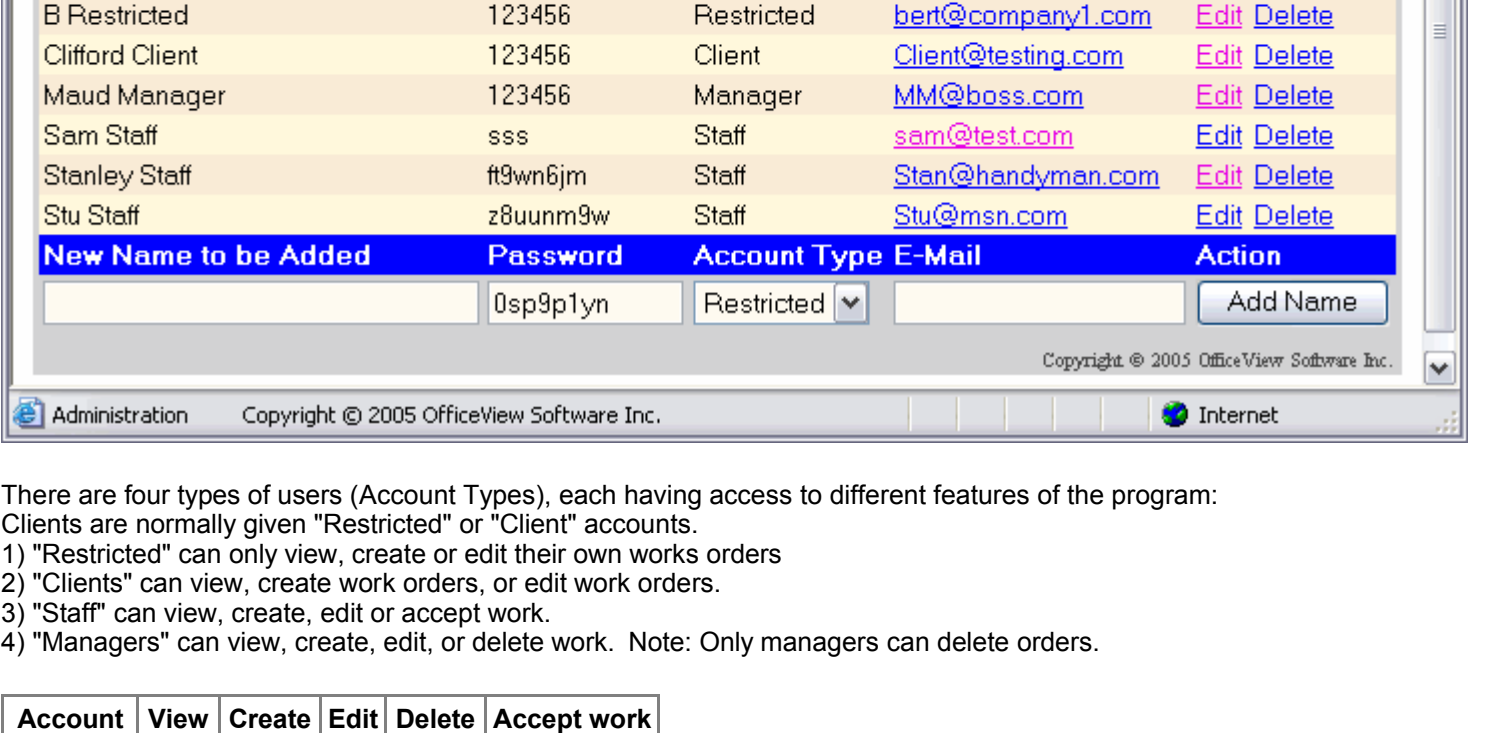 B Restricted 123456 Restricted bert@company1.com Edit Delete
Clifford Client 123456 Client Client@testing.com Edit Delete
Maud Manager 123456 Manager MM@boss.com Edit Delete
Sam Staff sss Staff sam@test.com Edit Delete
Stanley Staff ft9wn6jm Staff Stan@handyman.com Edit Delete
Stu Staff z8uunm9w Staff Stu@msn.com Edit Delete
New Name to be Added Password Account Type E-Mail Action
0sp9p1yn Restricted Add Name
Copyright © 2005 OfficeView Software Inc.
Administration Copyright © 2005 OfficeView Software Inc. Internet
There are four types of users (Account Types), each having access to different features of the program:
Clients are normally given "Restricted" or "Client" accounts.
1) "Restricted" can only view, create or edit their own works orders
2) "Clients" can view, create work orders, or edit work orders.
3) "Staff" can view, create, edit or accept work.
4) "Managers" can view, create, edit, or delete work. Note: Only managers can delete orders.
Account View Create Edit Delete Accept work